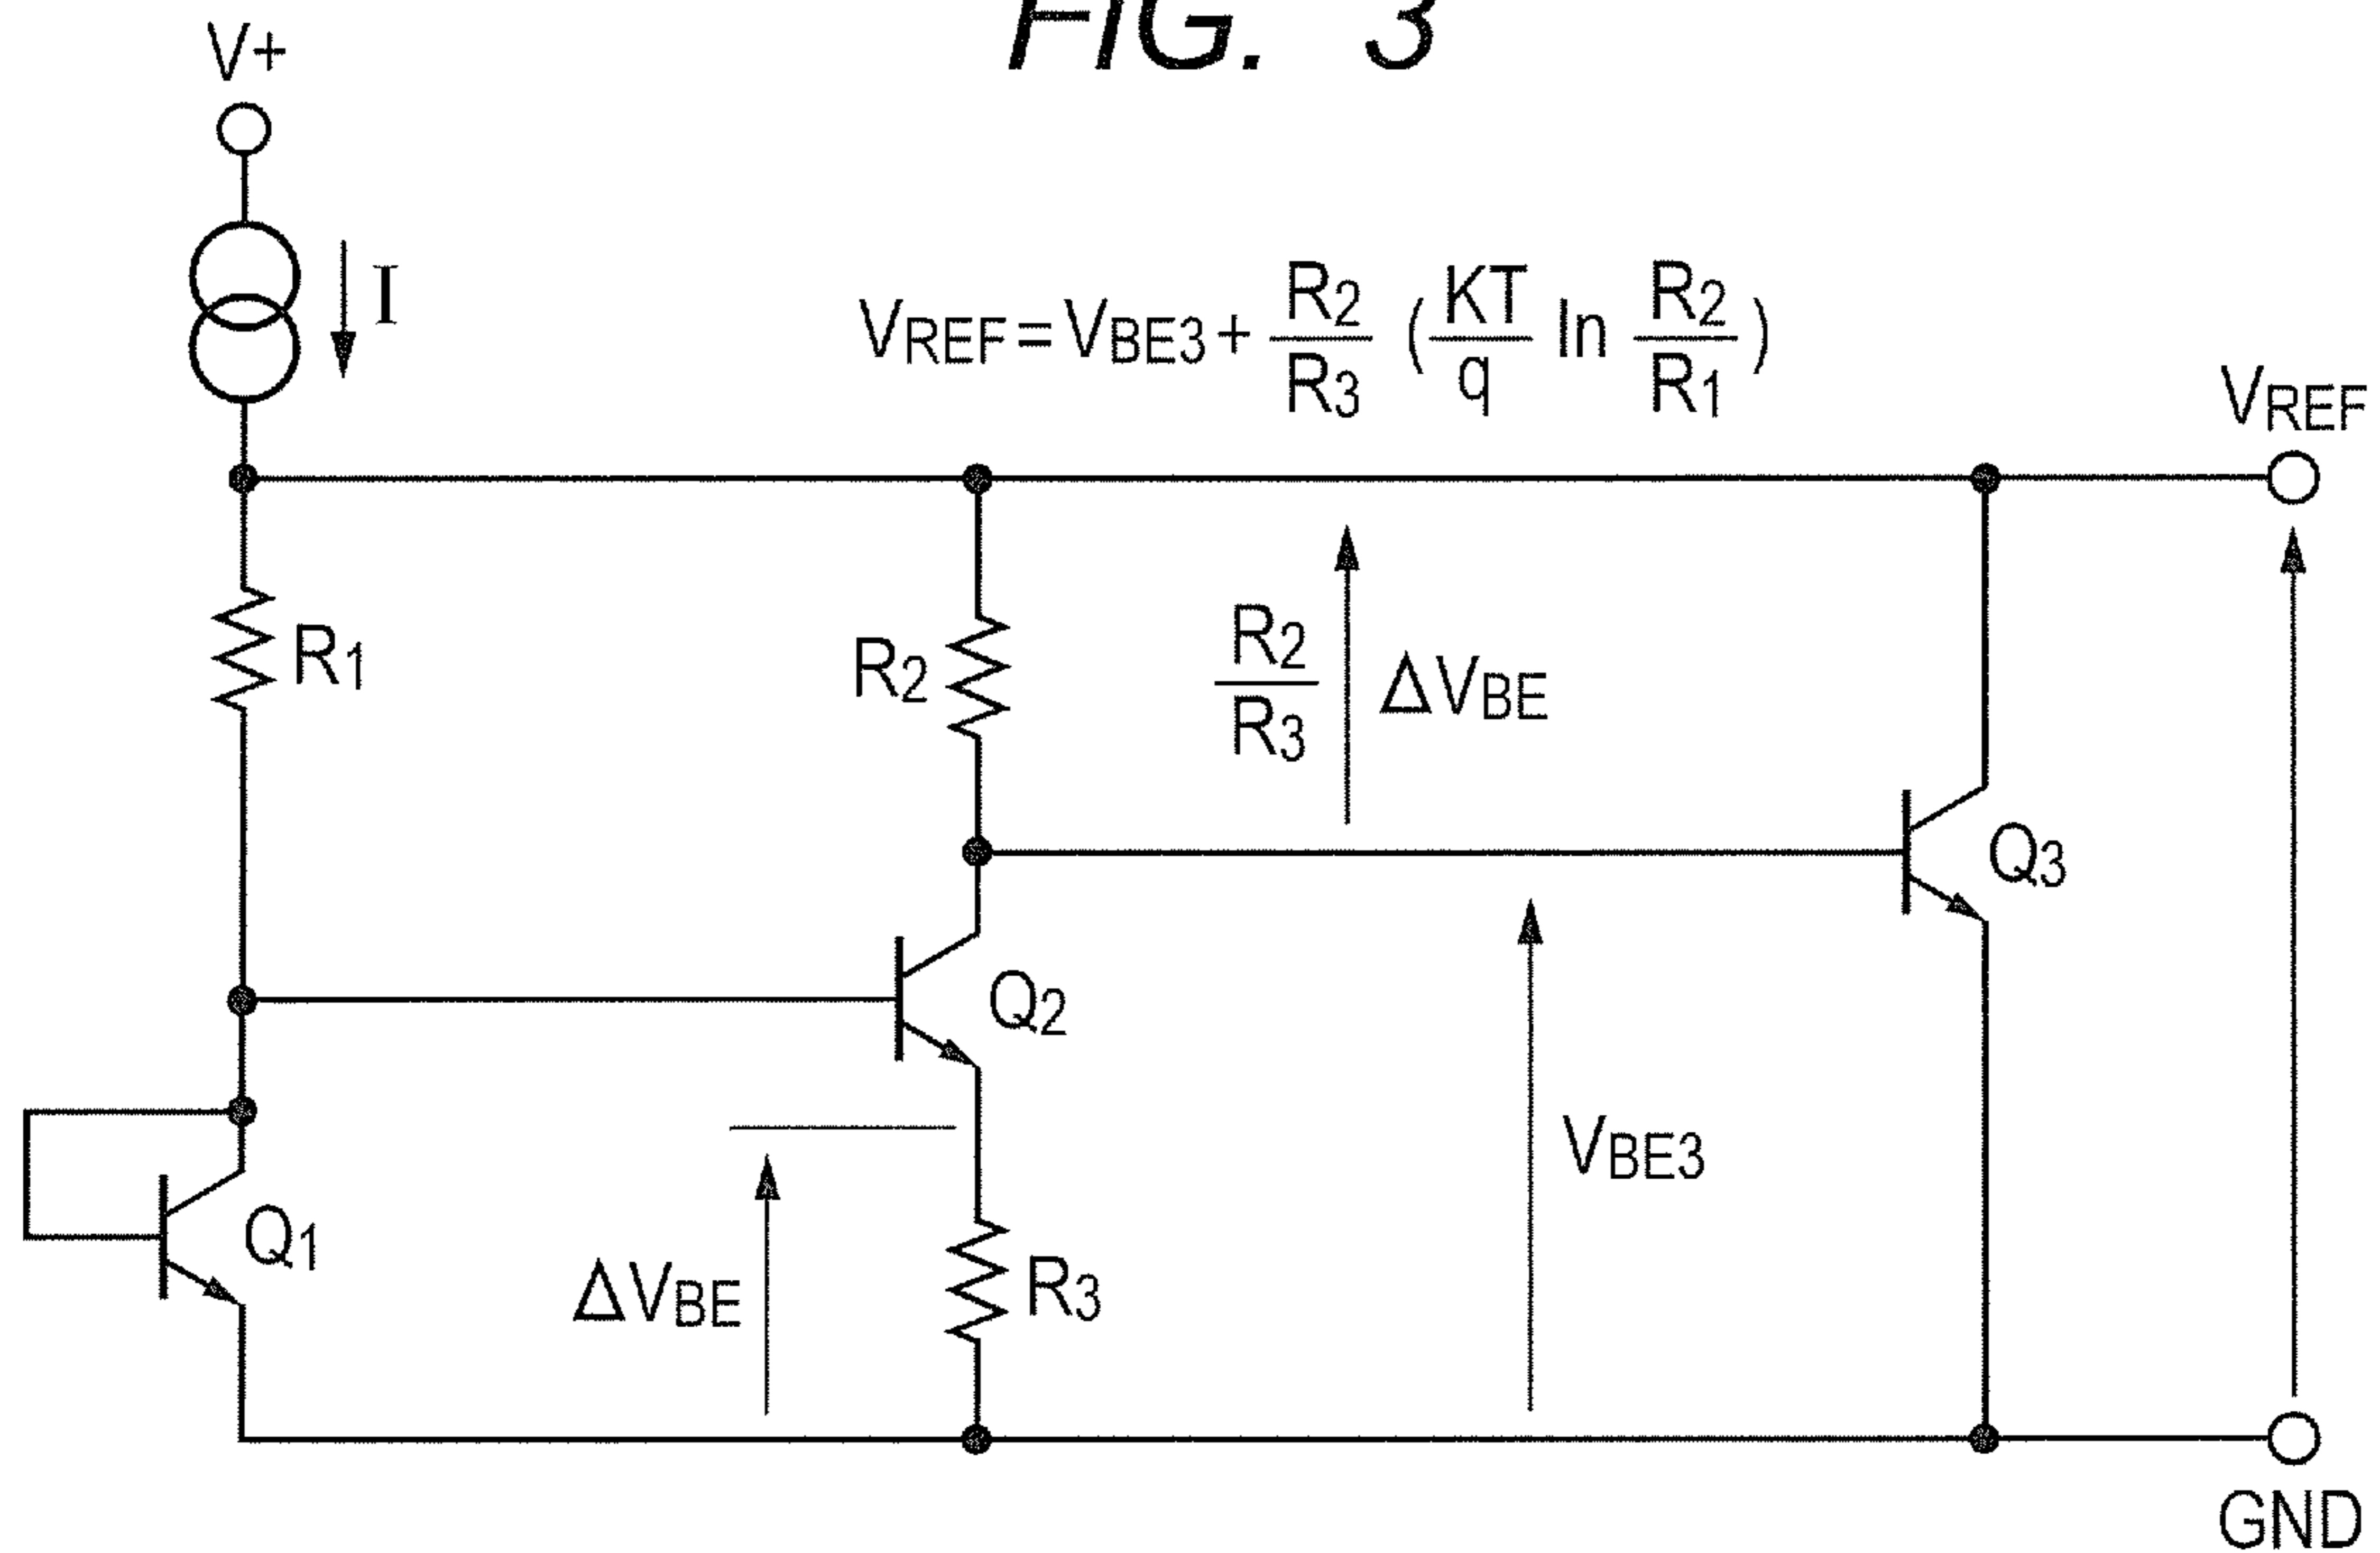 FIG. 3
V+
I
VREF=VBE3+ R2/R3 (KT/q ln R2/R1)
VREF
R1
R2
R2/R3 ΔVBE
Q3
Q2
VBE3
Q1
ΔVBE
R3
GND